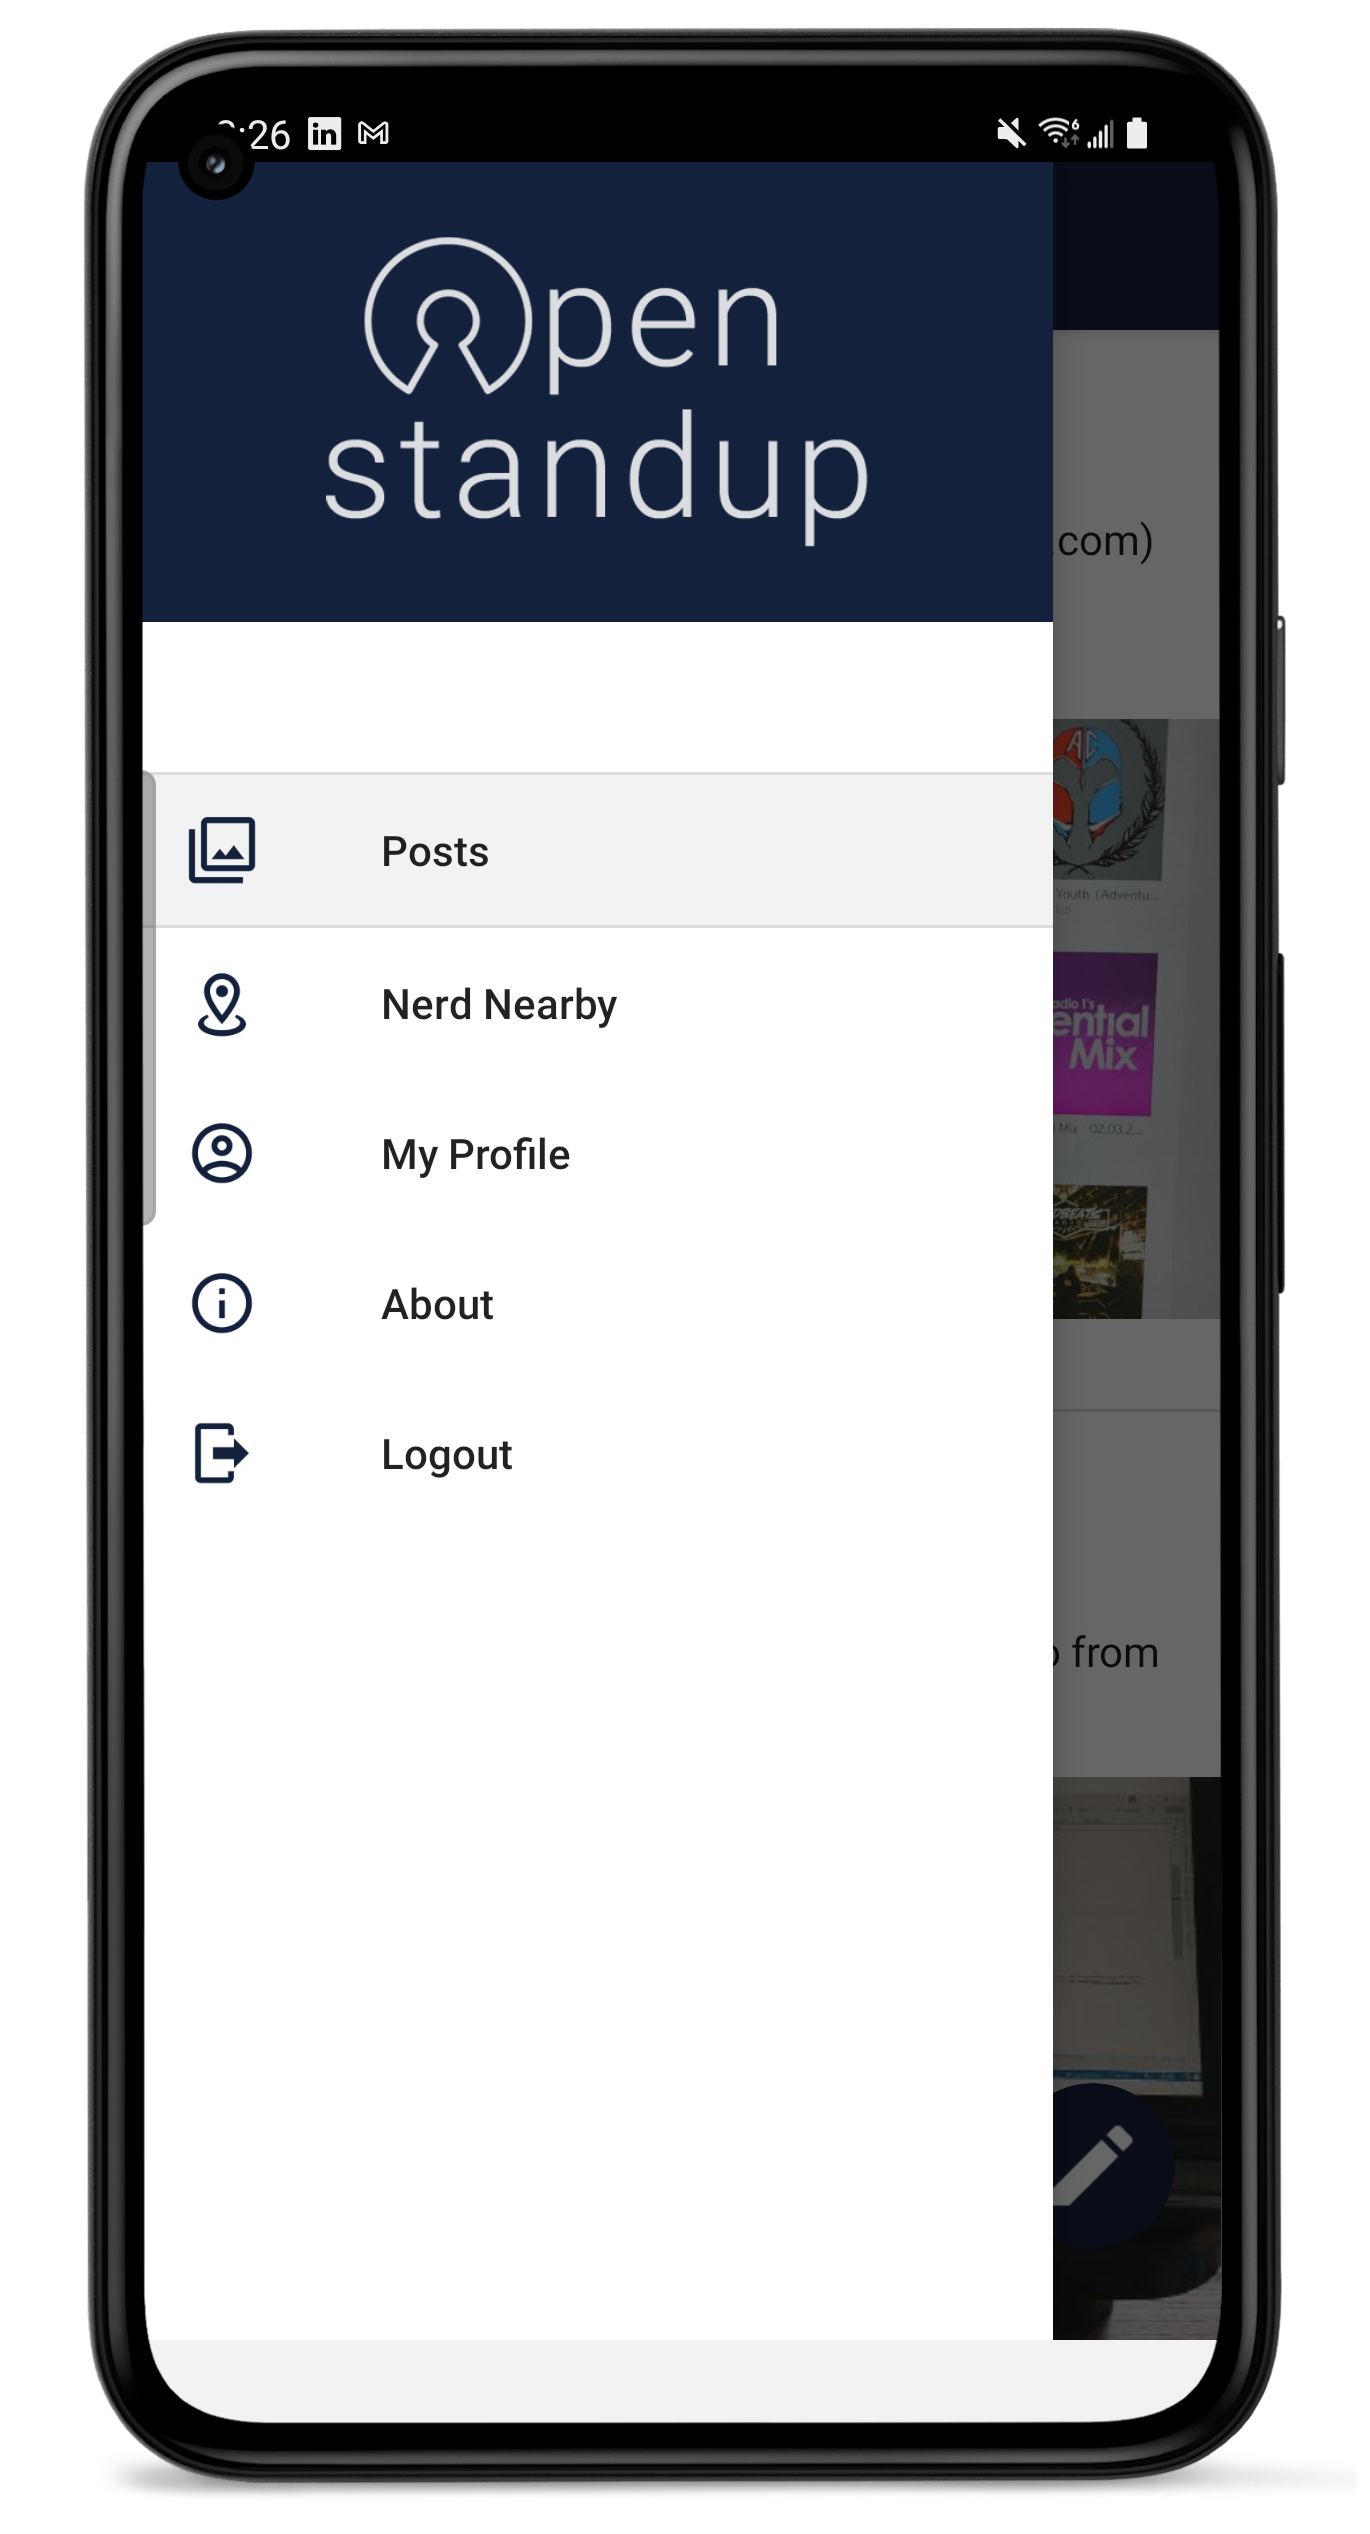 :26
Open
standup
.com)
AC
Youth (Adventu...
Posts
Nerd Nearby
ential
Mix
My Profile
Mix · 02.03.2...
About
Logout
from